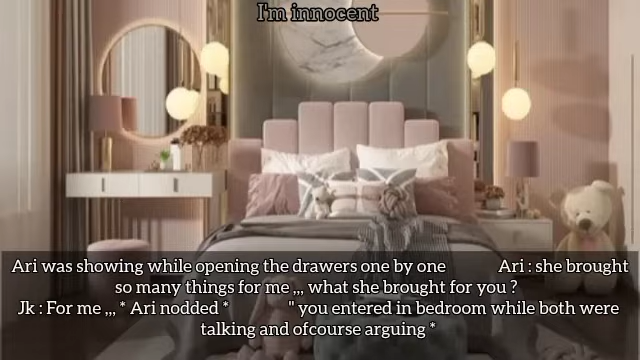 I'm innocent
Ari was showing while opening the drawers one by one Ari : she brought
so many things for me ,,, what she brought for you ?
Jk : For me ,,, * Ari nodded * " you entered in bedroom while both were
talking and ofcourse arguing *